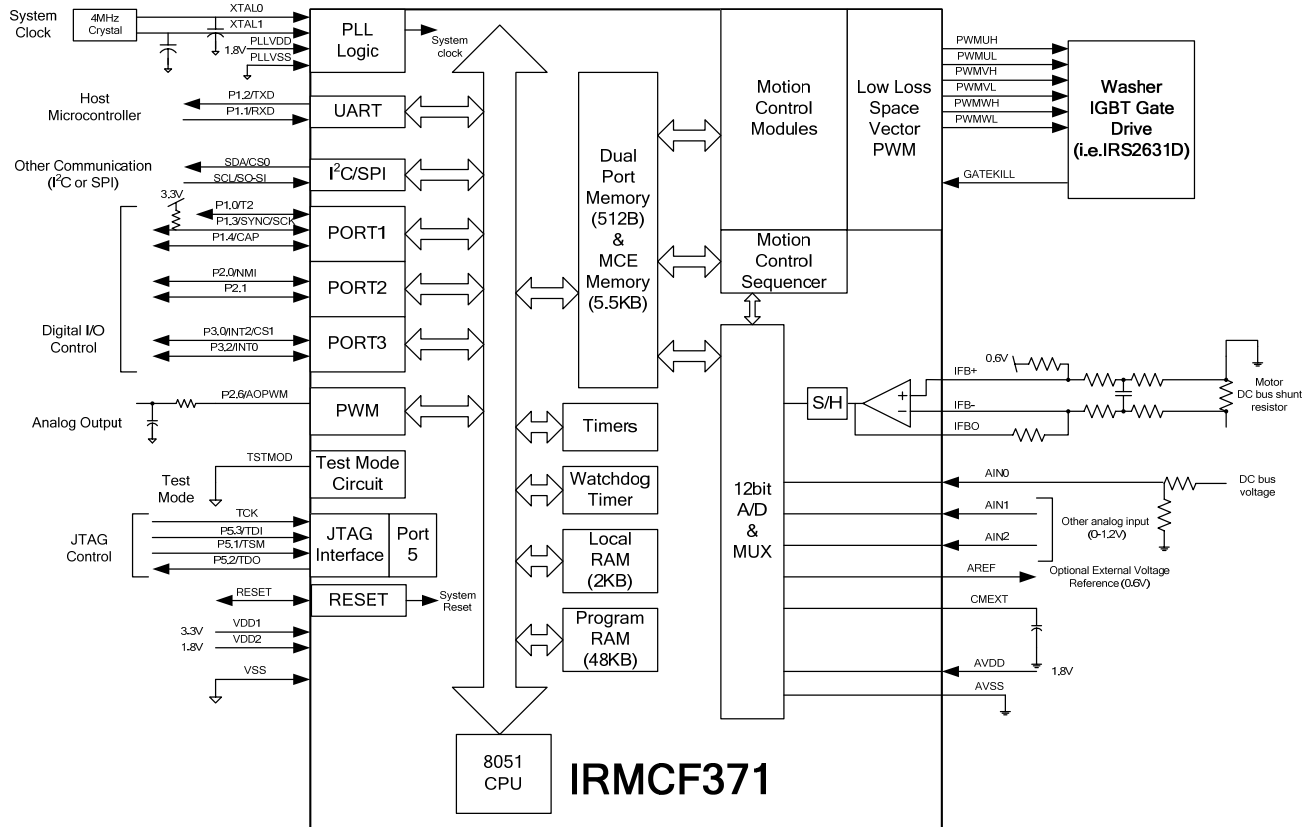 System
Clock
4MHz
Crystal
XTAL0
XTAL1
1.8V
PLLVDD
PLLVSS
PLL
Logic
System
clock
Host
Microcontroller
P1.2/TXD
P1.1/RXD
UART
Other Communication
(I²C or SPI)
SDA/CS0
SCL/SO-SI
I²C/SPI
3.3V
P1.0/T2
P1.3/SYNC/SCK
P1.4/CAP
PORT1
P2.0/NMI
P2.1
PORT2
Digital I/O
Control
P3.0/INT2/CS1
P3.2/INT0
PORT3
Analog Output
P2.6/AOPWM
PWM
Test
Mode
TSTMOD
Test Mode
Circuit
JTAG
Control
TCK
P5.3/TDI
P5.1/TSM
P5.2/TDO
JTAG
Interface
Port
5
RESET
RESET
System
Reset
3.3V
VDD1
1.8V
VDD2
VSS
8051
CPU
IRMCF371
Dual
Port
Memory
(512B)
&
MCE
Memory
(5.5KB)
Timers
Watchdog
Timer
Local
RAM
(2KB)
Program
RAM
(48KB)
Motion
Control
Modules
Low Loss
Space
Vector
PWM
Motion
Control
Sequencer
12bit
A/D
&
MUX
S/H
+
−
PWMUH
PWMUL
PWMVH
PWMVL
PWMWH
PWMWL
GATEKILL
Washer
IGBT Gate
Drive
(i.e.IRS2631D)
0.6V
IFB+
IFB-
IFBO
Motor
DC bus shunt
resistor
AIN0
DC bus
voltage
AIN1
AIN2
Other analog input
(0-1.2V)
AREF
Optional External Voltage
Reference (0.6V)
CMEXT
AVDD
1.8V
AVSS